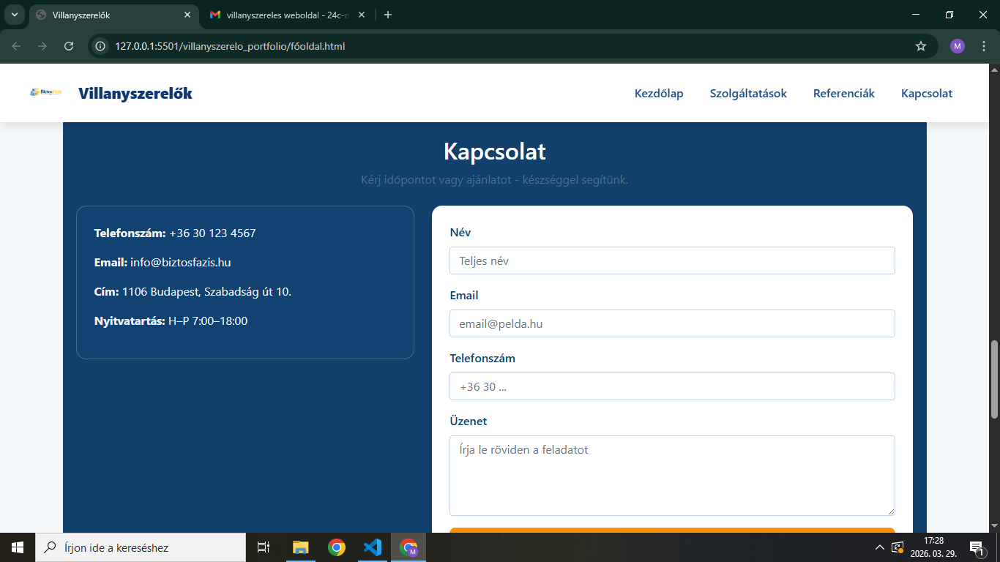 Villanyszerelők
villanyszereles weboldal - 24c-n
127.0.0.1:5501/villanyszerelo_portfolio/főoldal.html
M
Villanyszerelők
Kezdőlap
Szolgáltatások
Referenciák
Kapcsolat
Kapcsolat
Kérj időpontot vagy ajánlatot - készséggel segítünk.
Telefonszám: +36 30 123 4567
Email: info@biztosfazis.hu
Cím: 1106 Budapest, Szabadság út 10.
Nyitvatartás: H–P 7:00–18:00
Név
Teljes név
Email
email@pelda.hu
Telefonszám
+36 30 ...
Üzenet
Írja le röviden a feladatot
Írjon ide a kereséshez
M
17:28
2026. 03. 29.
1